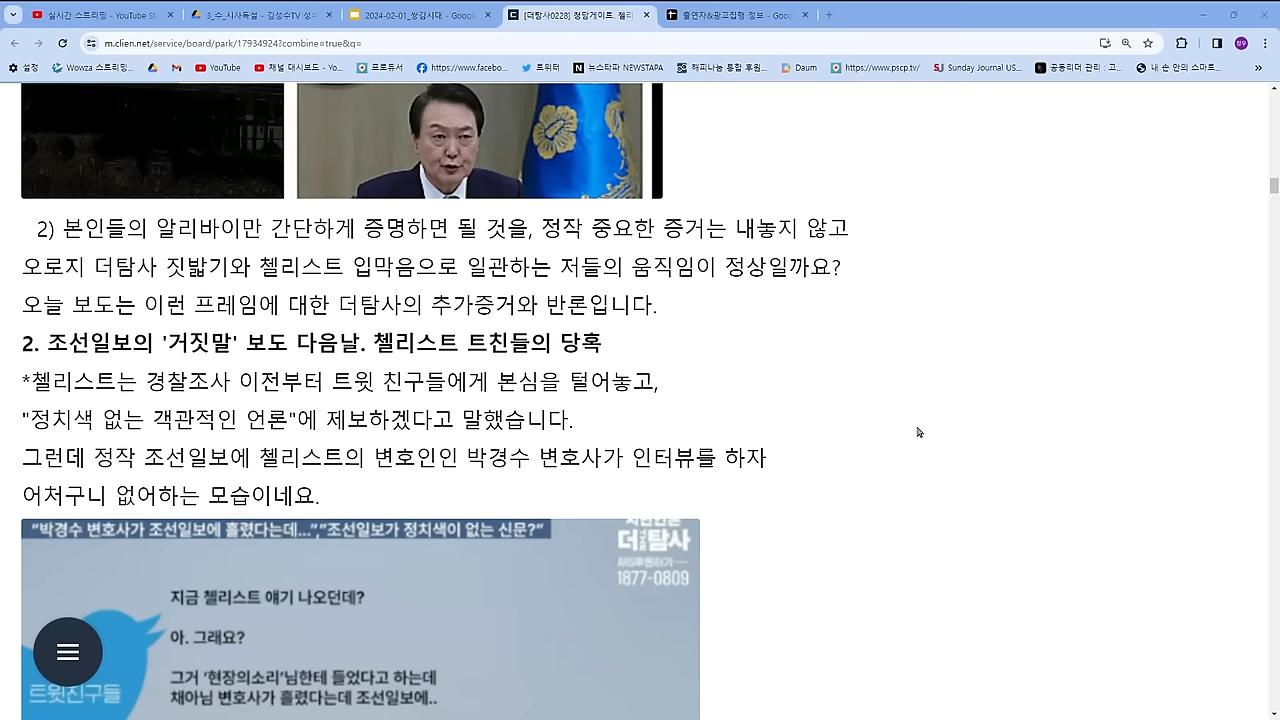 실시간 스트리밍 - YouTube St
3_수_시사독설 - 김성수TV 성수
2024-02-01_쌍김시대 - Googl
[더탐사0228] 청담게이트. 첼리
출연자&광고집행 정보 - Goog
m.clien.net/service/board/park/17934924?combine=true&q=
설정
Wowza 스트리밍...
YouTube
채널 대시보드 - Yo...
프로듀서
https://www.facebo...
트위터
뉴스타파 NEWSTAPA
해피나눔 통합 후원...
Daum
https://www.pscp.tv/
Sunday Journal US...
공동리더 관리 : 고...
내 손 안의 스마트...
2) 본인들의 알리바이만 간단하게 증명하면 될 것을, 정작 중요한 증거는 내놓지 않고
오로지 더탐사 짓밟기와 첼리스트 입막음으로 일관하는 저들의 움직임이 정상일까요?
오늘 보도는 이런 프레임에 대한 더탐사의 추가증거와 반론입니다.
2. 조선일보의 '거짓말' 보도 다음날. 첼리스트 트친들의 당혹
*첼리스트는 경찰조사 이전부터 트윗 친구들에게 본심을 털어놓고,
"정치색 없는 객관적인 언론"에 제보하겠다고 말했습니다.
그런데 정작 조선일보에 첼리스트의 변호인인 박경수 변호사가 인터뷰를 하자
어처구니 없어하는 모습이네요.
"박경수 변호사가 조선일보에 흘렸다는데...","조선일보가 정치색이 없는 신문?"
시민언론
더탐사
ARS후원하기
1877-0809
지금 첼리스트 얘기 나오던데?
아. 그래요?
그거 '현장의소리'님한테 들었다고 하는데
채아님 변호사가 흘렸다는데 조선일보에..
트윗친구들